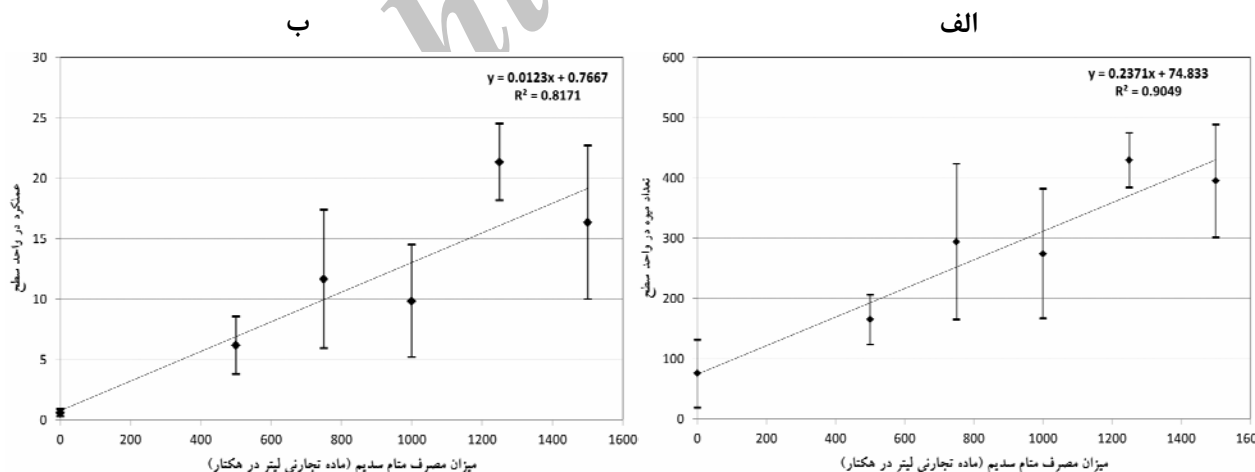 الف
ب
y = 0.2371x + 74.833
R² = 0.9049
600
500
400
300
200
100
0
تعداد میوه در واحد سطح
0 200 400 600 800 1000 1200 1400 1600
میزان مصرف متام سدیم (ماده تجارتی لیتر در هکتار)
y = 0.0123x + 0.7667
R² = 0.8171
30
25
20
15
10
5
0
عملکرد در واحد سطح
0 200 400 600 800 1000 1200 1400 1600
میزان مصرف متام سدیم (ماده تجارتی لیتر در هکتار)